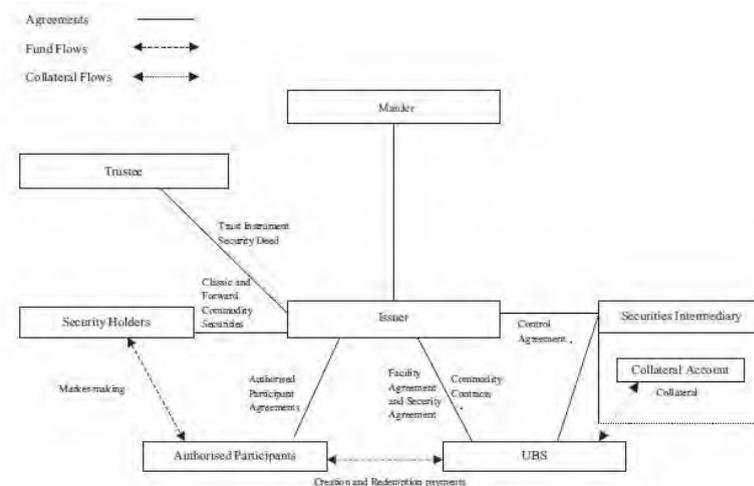 Agreements
Fund Flows
Collateral Flows
Trustee
Trust Instrument
Security Deed
Classic and
Forward
Commodity
Securities
Security Holders
Issuer
Securities Intermediary
Control
Agreement
Collateral Account
Collateral
Market-making
Authorised
Participant
Agreements
Facility
Agreement
and Security
Agreement
Commodity
Contracts
Authorised Participants
UBS
Creation and Redemption payments